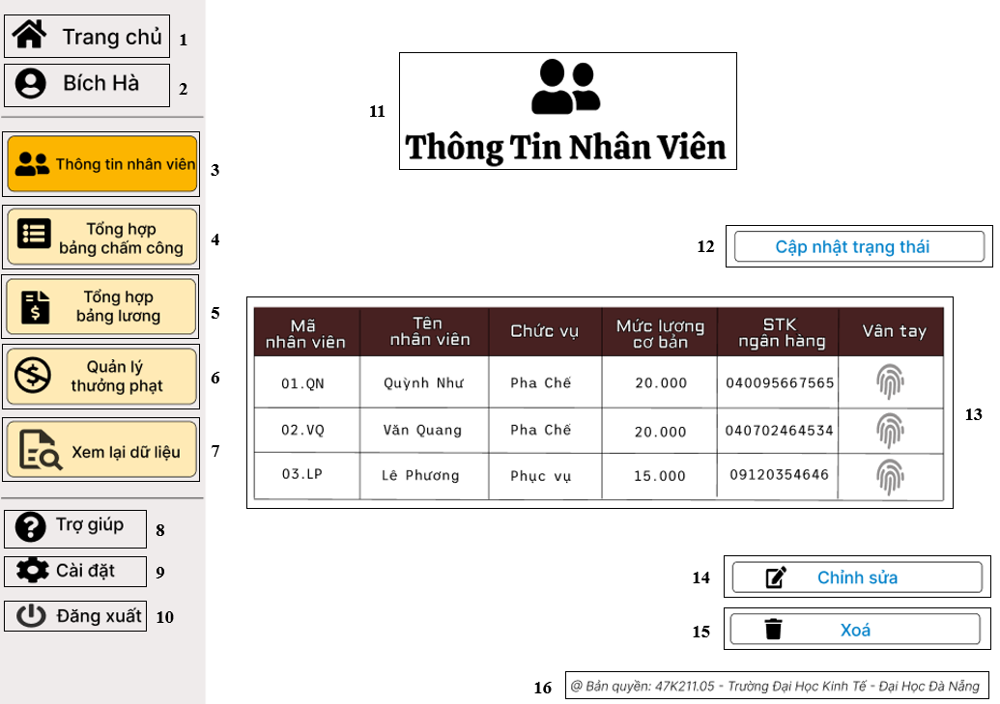 Trang chủ 1
Bích Hà 2
Thông tin nhân viên 3
Tổng hợp
bảng chấm công 4
Tổng hợp
bảng lương 5
Quản lý
thưởng phạt 6
Xem lại dữ liệu 7
Trợ giúp 8
Cài đặt 9
Đăng xuất 10
11
Thông Tin Nhân Viên
12 Cập nhật trạng thái
Mã nhân viên Tên nhân viên Chức vụ Mức lương cơ bản STK ngân hàng Vân tay
01.QN Quỳnh Như Pha Chế 20.000 040095667565
02.VQ Văn Quang Pha Chế 20.000 040702464534
03.LP Lê Phương Phục vụ 15.000 09120354646
13
14 Chỉnh sửa
15 Xoá
16 @ Bản quyền: 47K211.05 - Trường Đại Học Kinh Tế - Đại Học Đà Nẵng